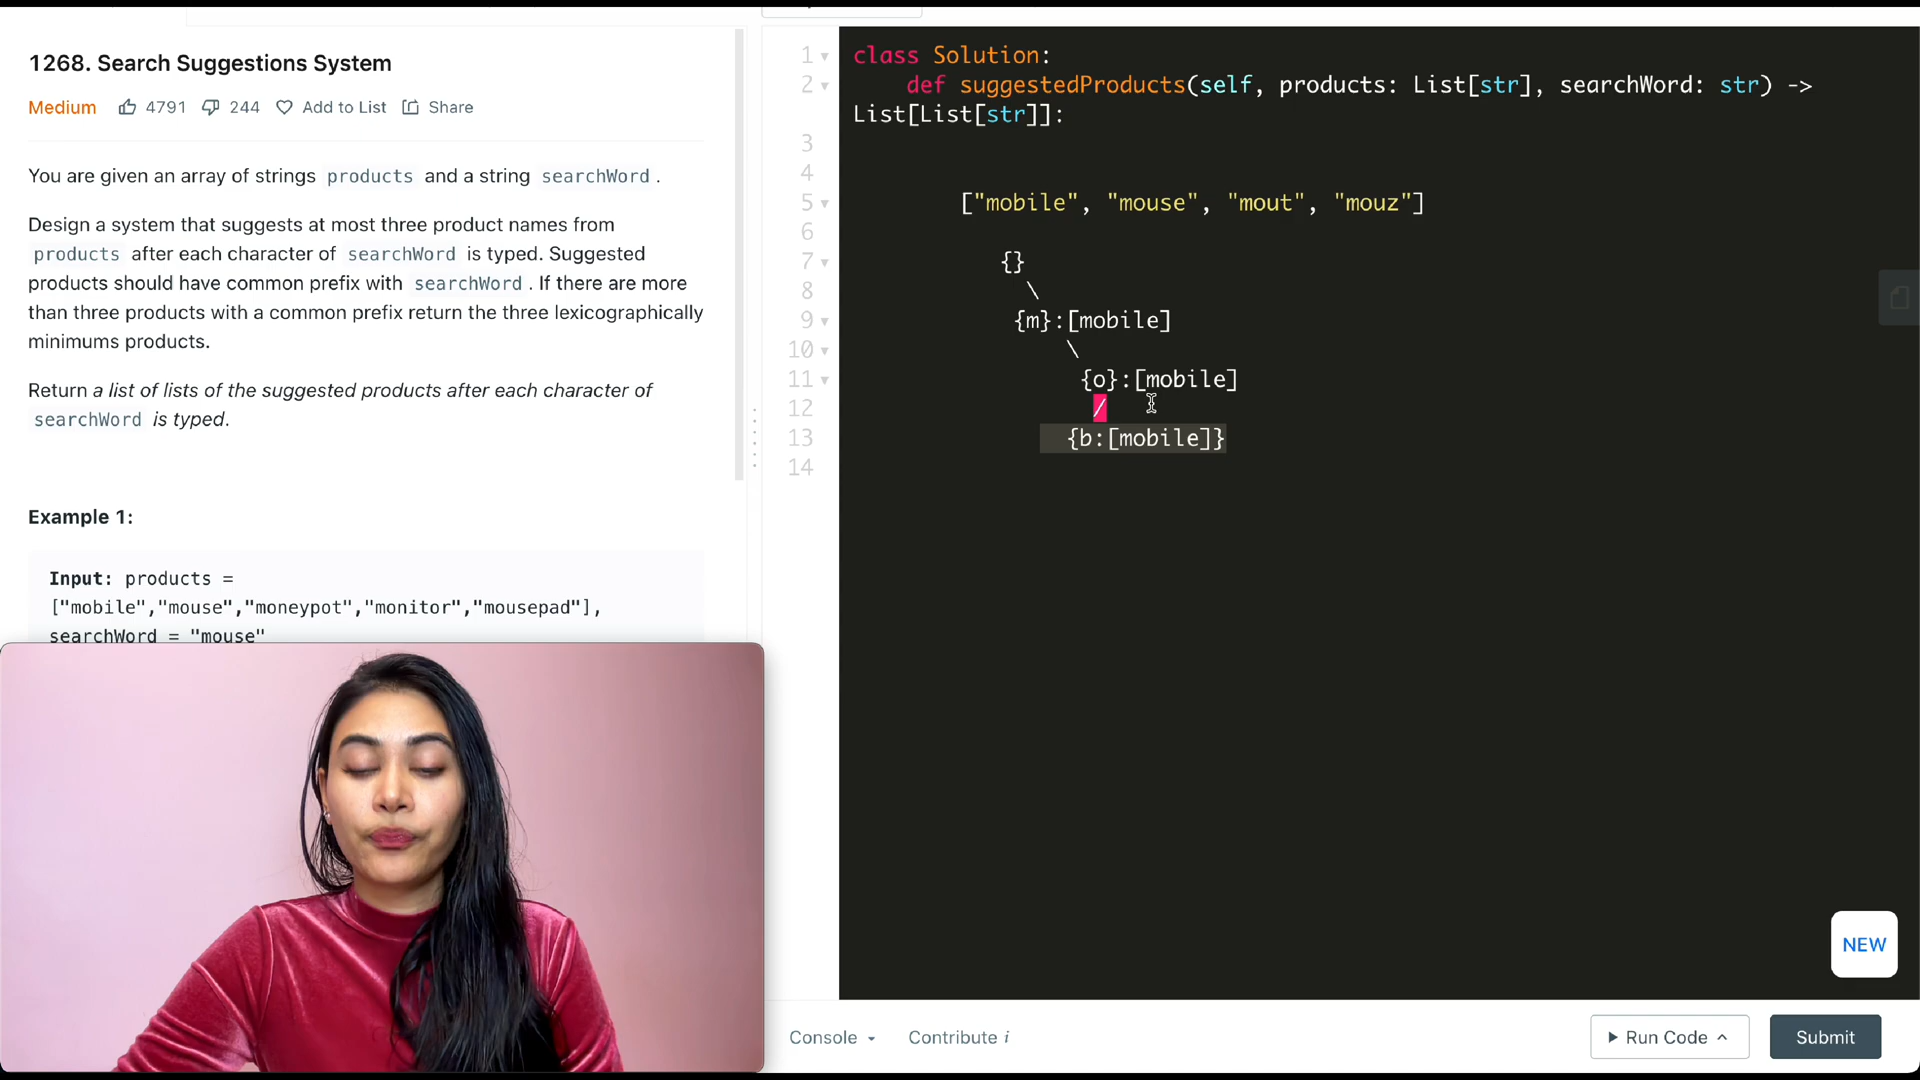 1268. Search Suggestions System
Medium 4791 244 Add to List Share
You are given an array of strings products and a string searchWord .
Design a system that suggests at most three product names from
products after each character of searchWord is typed. Suggested
products should have common prefix with searchWord . If there are more
than three products with a common prefix return the three lexicographically
minimums products.
Return a list of lists of the suggested products after each character of
searchWord is typed.
Example 1:
Input: products =
["mobile","mouse","moneypot","monitor","mousepad"],
searchWord = "mouse"
1 class Solution:
2 def suggestedProducts(self, products: List[str], searchWord: str) ->
List[List[str]]:
3
4
5 ["mobile", "mouse", "mout", "mouz"]
6
7 {}
8 \
9 {m}:[mobile]
10 \
11 {o}:[mobile]
12 /
13 {b:[mobile]}
14
NEW
Console Contribute i
Run Code Submit